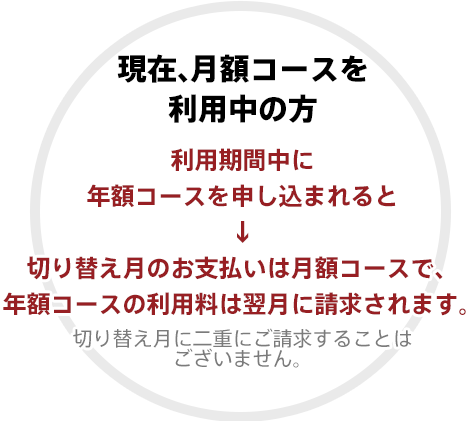 現在、月額コースを
利用中の方
利用期間中に
年額コースを申し込まれると
↓
切り替え月のお支払いは月額コースで、
年額コースの利用料は翌月に請求されます。
切り替え月に二重にご請求することは
ございません。